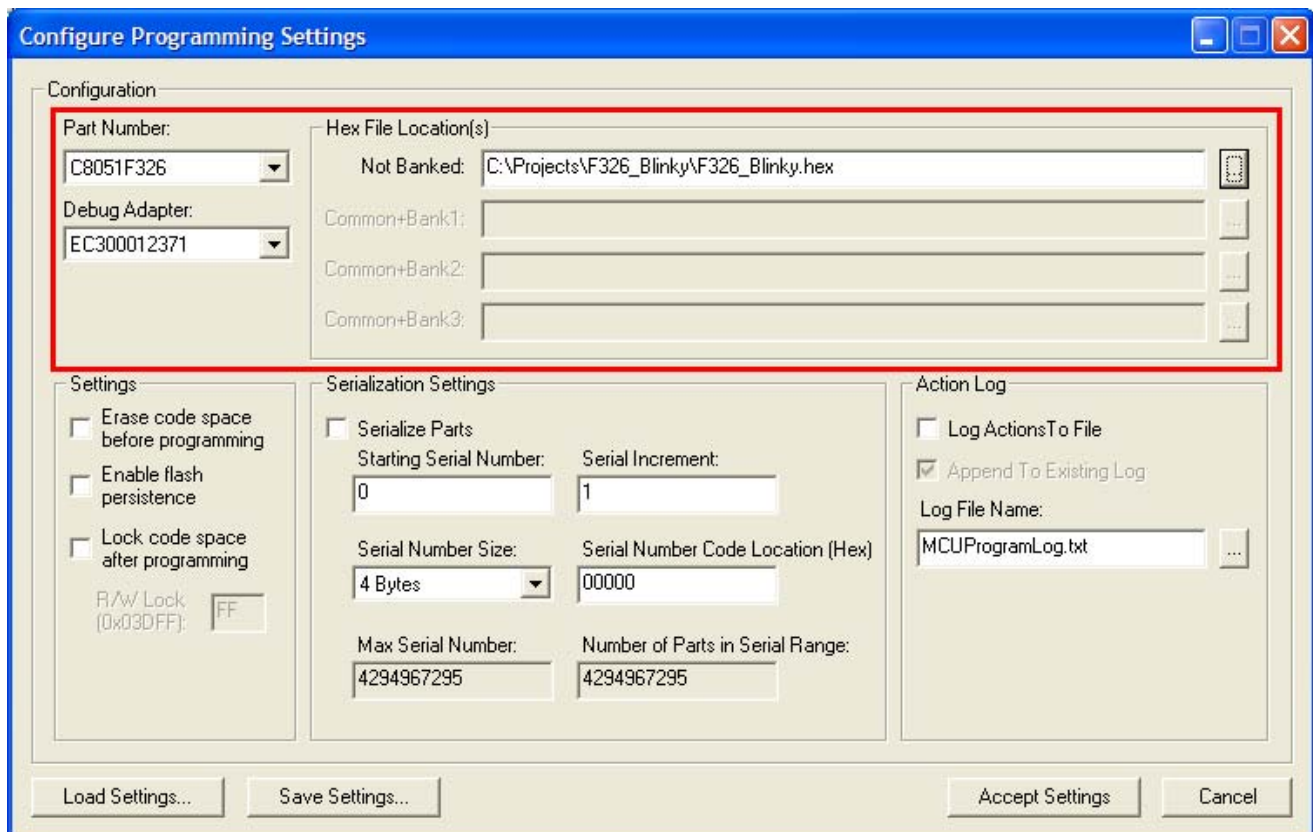 Configure Programming Settings
Configuration
Part Number:
C8051F326
Debug Adapter:
EC300012371
Hex File Location(s)
Not Banked:
C:\Projects\F326_Blinky\F326_Blinky.hex
...
Common+Bank1:
...
Common+Bank2:
...
Common+Bank3:
...
Settings
Erase code space
before programming
Enable flash
persistence
Lock code space
after programming
R/W Lock
(0x03DFF):
FF
Serialization Settings
Serialize Parts
Starting Serial Number:
0
Serial Increment:
1
Serial Number Size:
4 Bytes
Serial Number Code Location (Hex)
00000
Max Serial Number:
4294967295
Number of Parts in Serial Range:
4294967295
Action Log
Log ActionsTo File
Append To Existing Log
Log File Name:
MCUProgramLog.txt
...
Load Settings...
Save Settings...
Accept Settings
Cancel